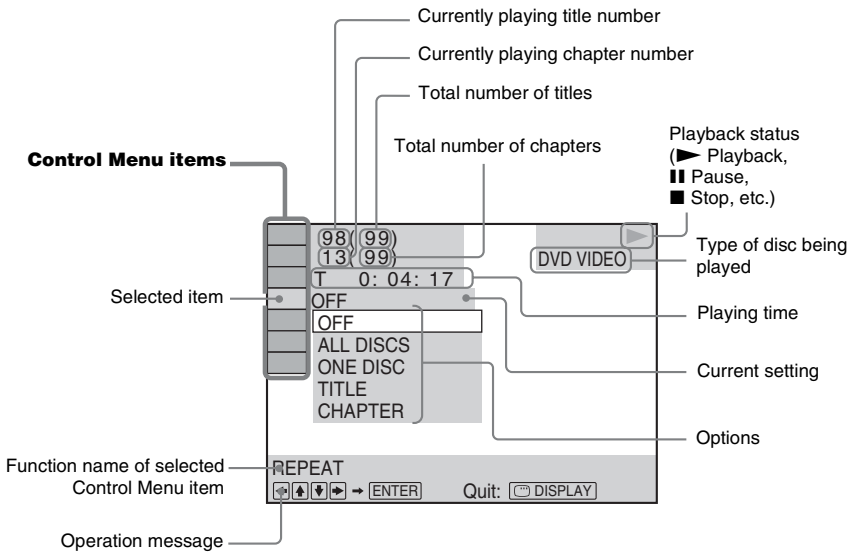 Currently playing title number
Currently playing chapter number
Total number of titles
Total number of chapters
Playback status
(► Playback,
▮▮ Pause,
■ Stop, etc.)
Control Menu items
98( 99)
13( 99)
DVD VIDEO
Type of disc being
played
T 0: 04: 17
Playing time
Selected item
OFF
OFF
ALL DISCS
ONE DISC
TITLE
CHAPTER
Current setting
Options
Function name of selected
Control Menu item
REPEAT
← ↑ ↓ → → ENTER Quit: DISPLAY
Operation message